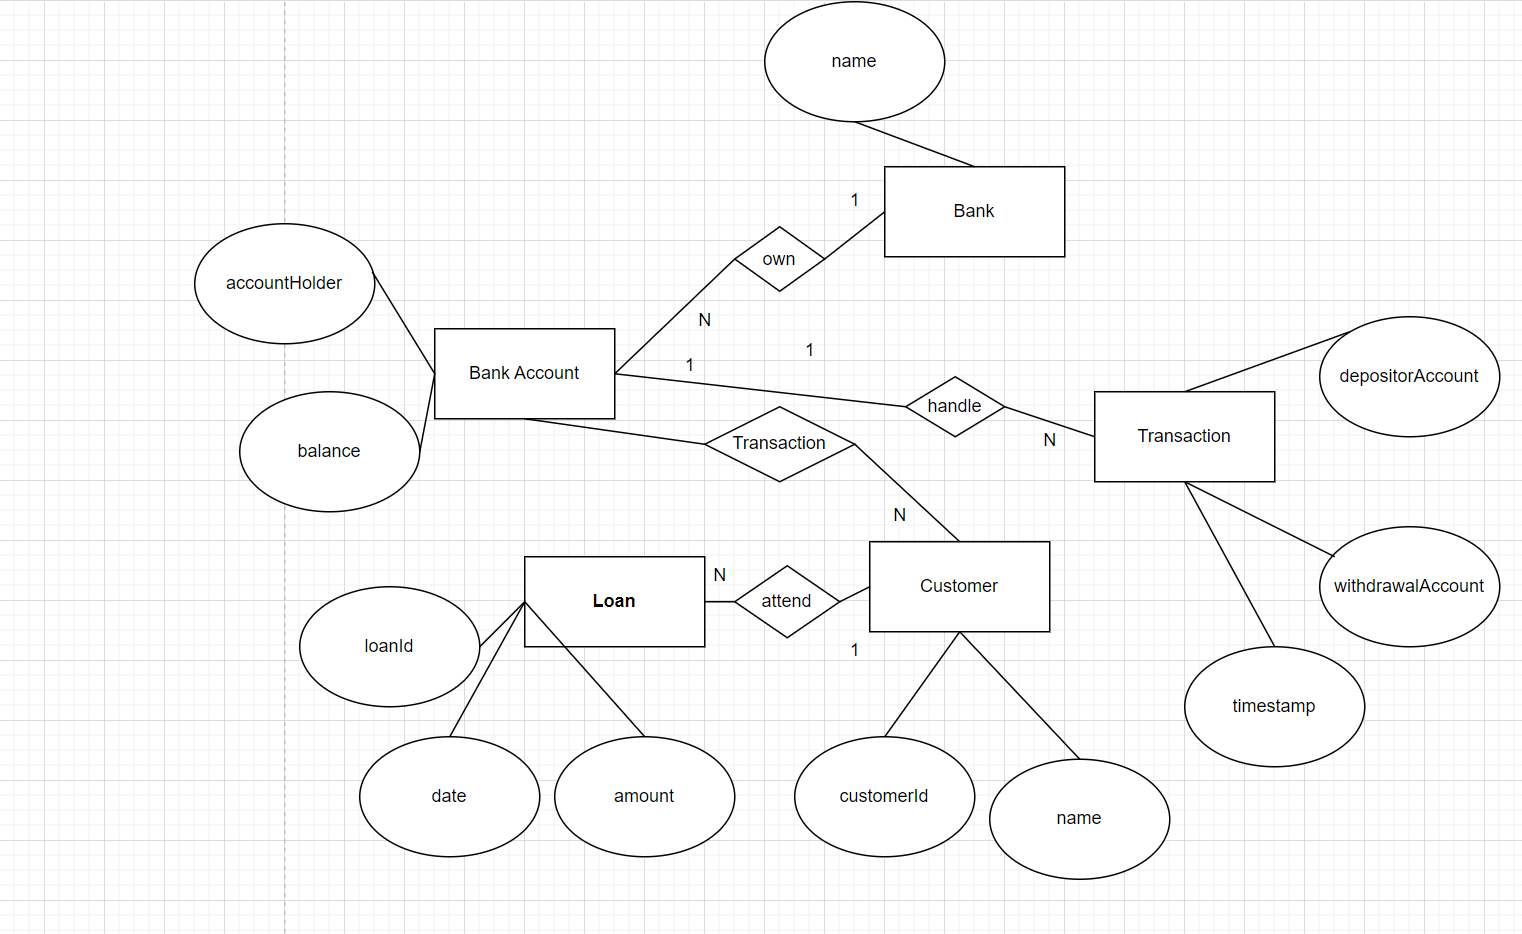 name
1
Bank
own
accountHolder
N
1
1
Bank Account
depositorAccount
handle
Transaction
N
Transaction
balance
N
N
Loan
attend
Customer
withdrawalAccount
loanId
1
timestamp
date
amount
customerId
name